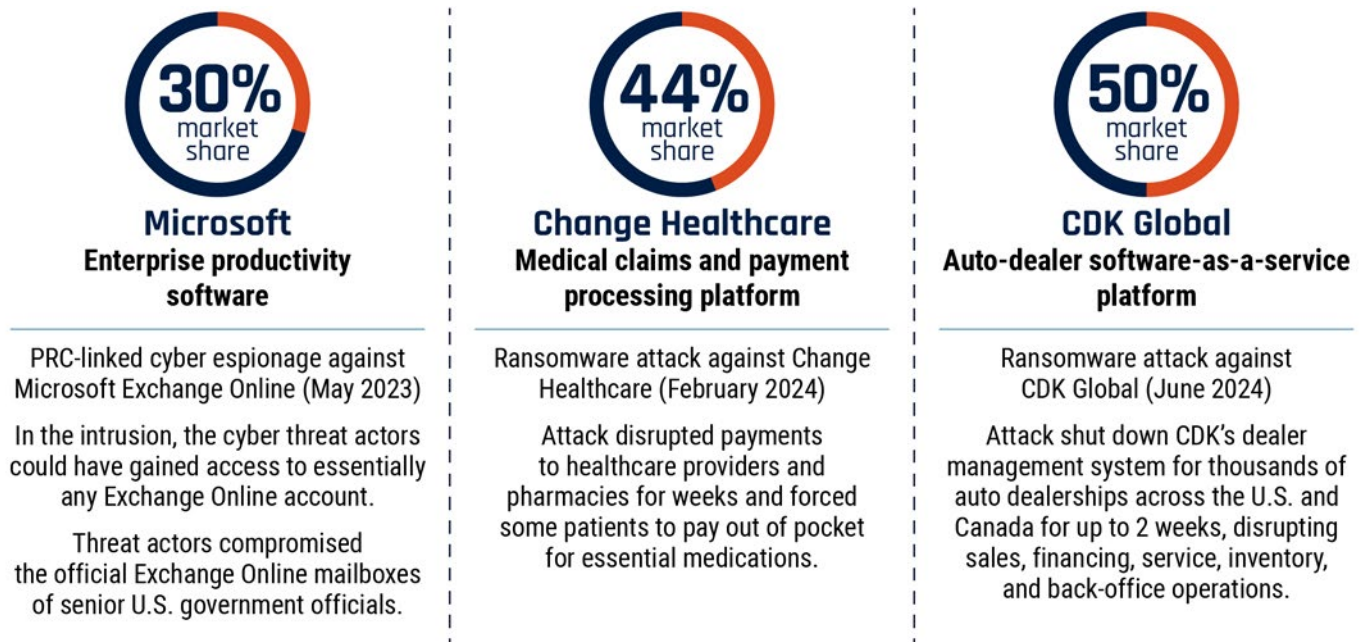 30%
market
share
Microsoft
Enterprise productivity
software
PRC-linked cyber espionage against
Microsoft Exchange Online (May 2023)
In the intrusion, the cyber threat actors
could have gained access to essentially
any Exchange Online account.
Threat actors compromised
the official Exchange Online mailboxes
of senior U.S. government officials.
44%
market
share
Change Healthcare
Medical claims and payment
processing platform
Ransomware attack against Change
Healthcare (February 2024)
Attack disrupted payments
to healthcare providers and
pharmacies for weeks and forced
some patients to pay out of pocket
for essential medications.
50%
market
share
CDK Global
Auto-dealer software-as-a-service
platform
Ransomware attack against
CDK Global (June 2024)
Attack shut down CDK’s dealer
management system for thousands of
auto dealerships across the U.S. and
Canada for up to 2 weeks, disrupting
sales, financing, service, inventory,
and back-office operations.